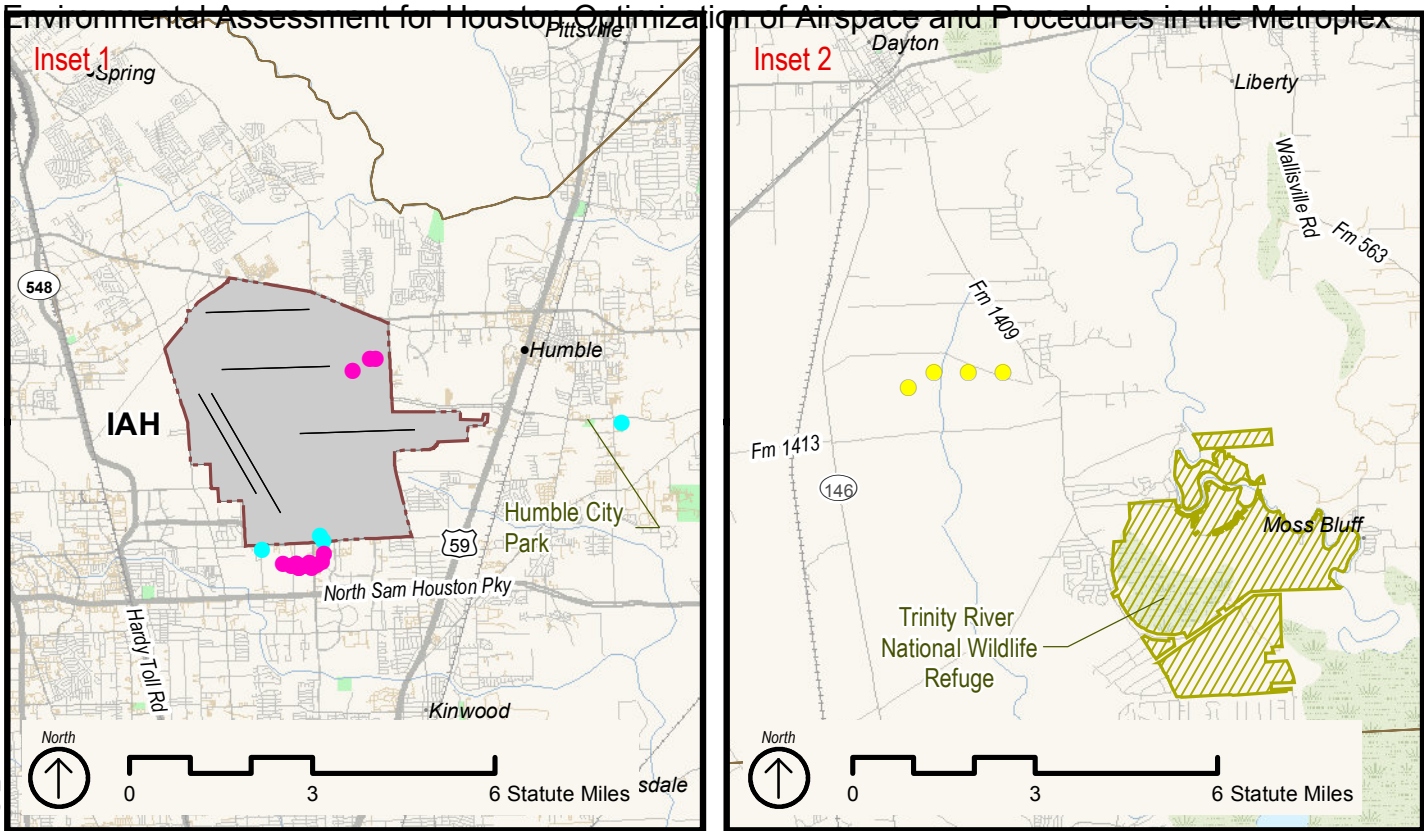 Environmental Assessment for Houston Optimization of Airspace and Procedures in the Metroplex
Inset 1
Pittsville
Spring
548
IAH
Humble
Humble City
Park
59
North Sam Houston Pky
Hardy Toll Rd
Kinwood
North
0 3 6 Statute Miles
sdale
Inset 2
Dayton
Liberty
Wallisville Rd
Fm 563
Fm 1409
Fm 1413
146
Moss Bluff
Trinity River
National Wildlife
Refuge
North
0 3 6 Statute Miles